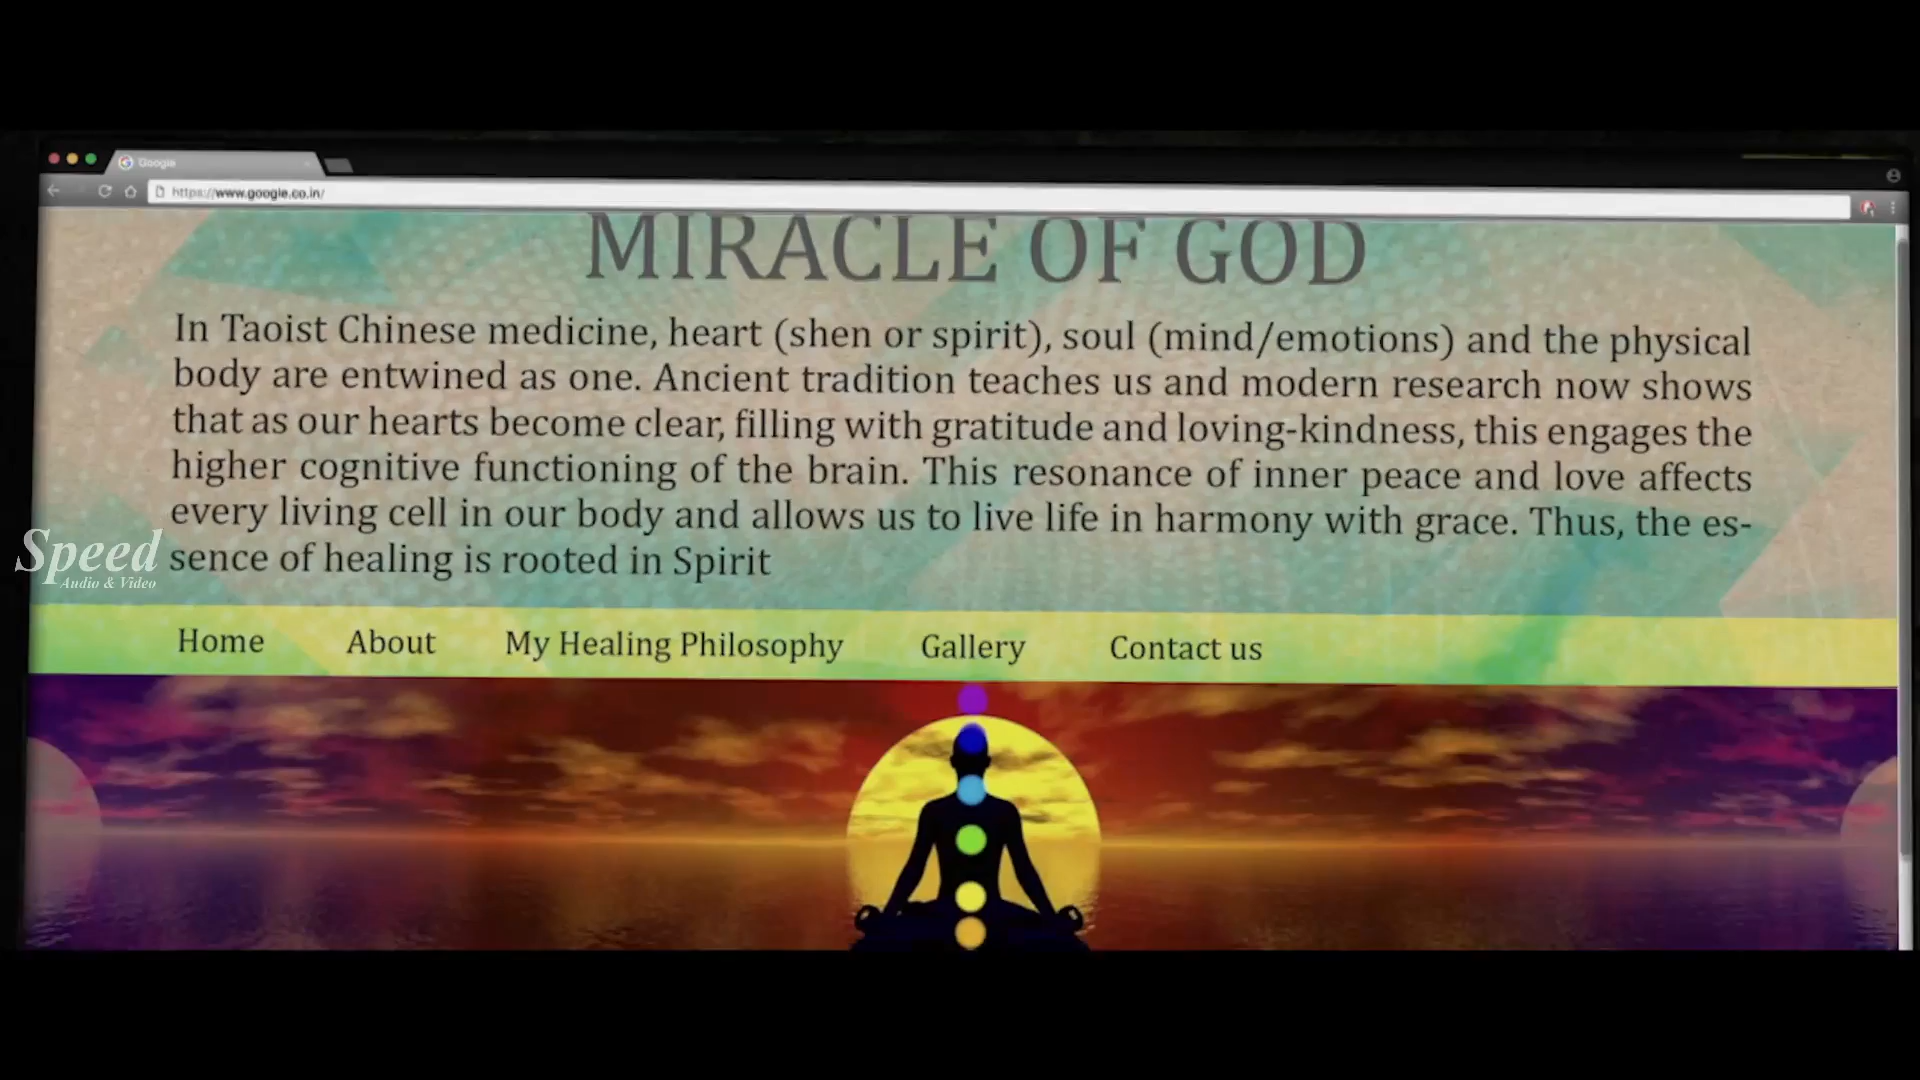 Google
https://www.google.co.in/
MIRACLE OF GOD
In Taoist Chinese medicine, heart (shen or spirit), soul (mind/emotions) and the physical
body are entwined as one. Ancient tradition teaches us and modern research now shows
that as our hearts become clear, filling with gratitude and loving-kindness, this engages the
higher cognitive functioning of the brain. This resonance of inner peace and love affects
every living cell in our body and allows us to live life in harmony with grace. Thus, the es-
sence of healing is rooted in Spirit
Speed
Audio & Video
Home About My Healing Philosophy Gallery Contact us